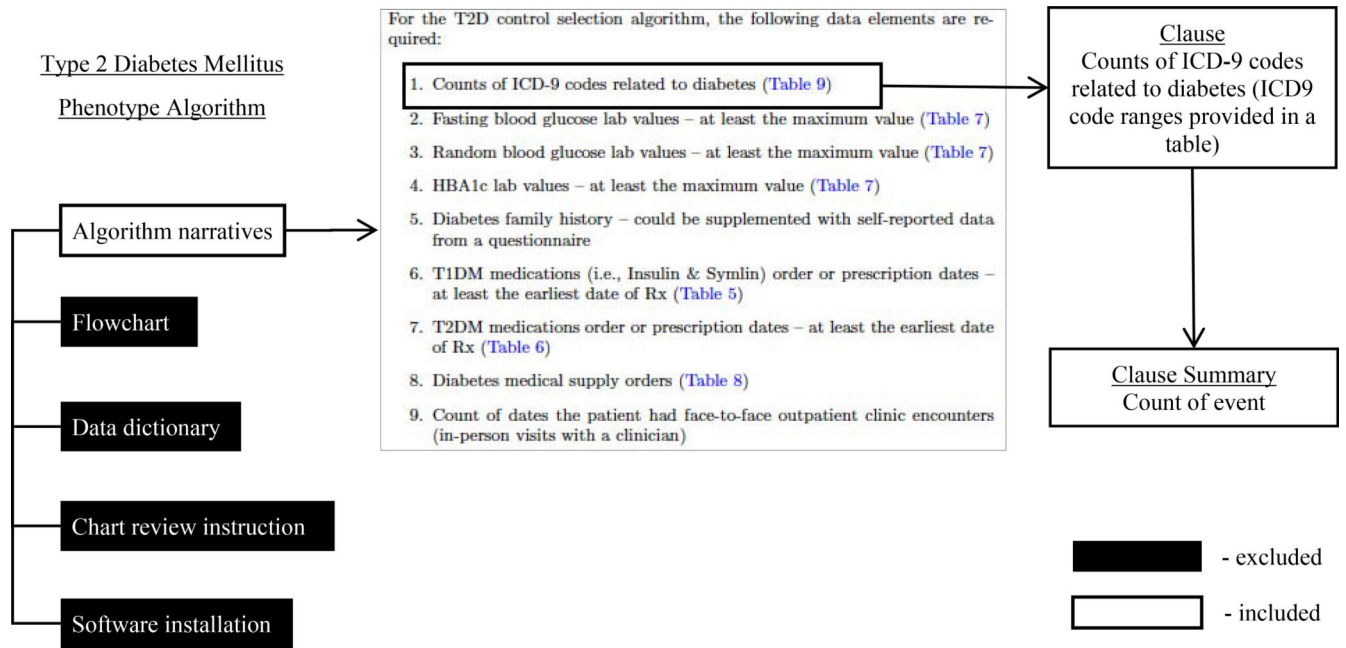 Type 2 Diabetes Mellitus
Phenotype Algorithm
Algorithm narratives
Flowchart
Data dictionary
Chart review instruction
Software installation
For the T2D control selection algorithm, the following data elements are re-
quired:
1. Counts of ICD-9 codes related to diabetes (Table 9)
2. Fasting blood glucose lab values – at least the maximum value (Table 7)
3. Random blood glucose lab values – at least the maximum value (Table 7)
4. HBA1c lab values – at least the maximum value (Table 7)
5. Diabetes family history – could be supplemented with self-reported data
from a questionnaire
6. T1DM medications (i.e., Insulin & Symlin) order or prescription dates –
at least the earliest date of Rx (Table 5)
7. T2DM medications order or prescription dates – at least the earliest date
of Rx (Table 6)
8. Diabetes medical supply orders (Table 8)
9. Count of dates the patient had face-to-face outpatient clinic encounters
(in-person visits with a clinician)
Clause
Counts of ICD-9 codes
related to diabetes (ICD9
code ranges provided in a
table)
Clause Summary
Count of event
- excluded
- included